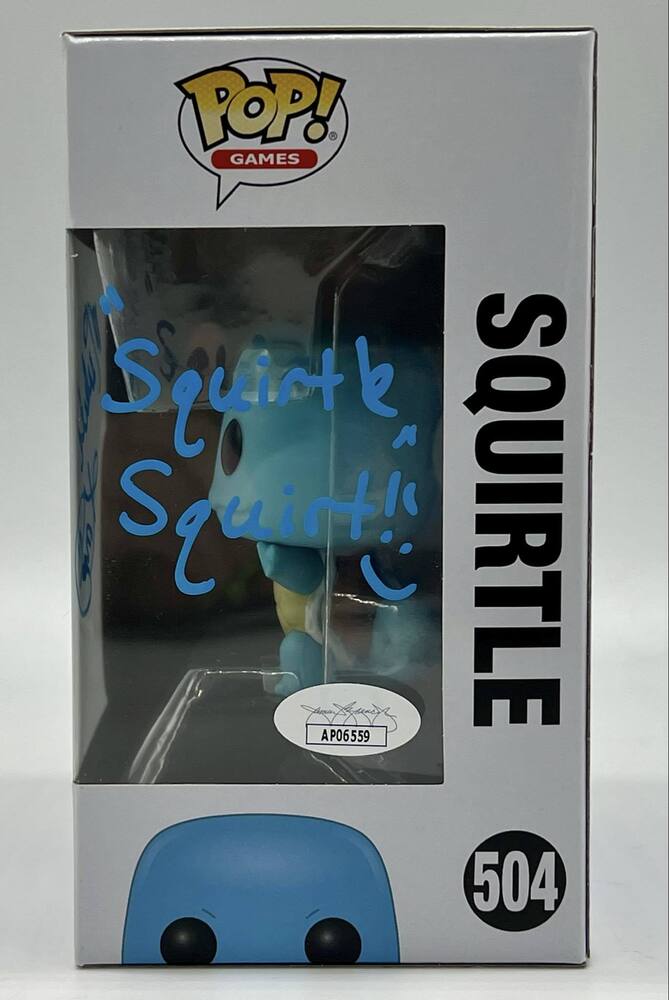 POP!
GAMES
"Squirtle
Squirt!!"
SQUIRTLE
AP06559
504